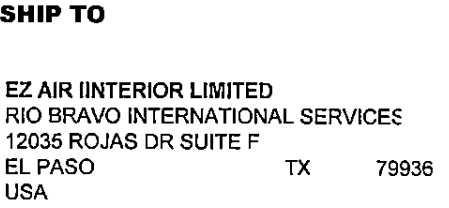 SHIP TO
EZ AIR IINTERIOR LIMITED
RIO BRAVO INTERNATIONAL SERVICES
12035 ROJAS DR SUITE F
EL PASO TX 79936
USA